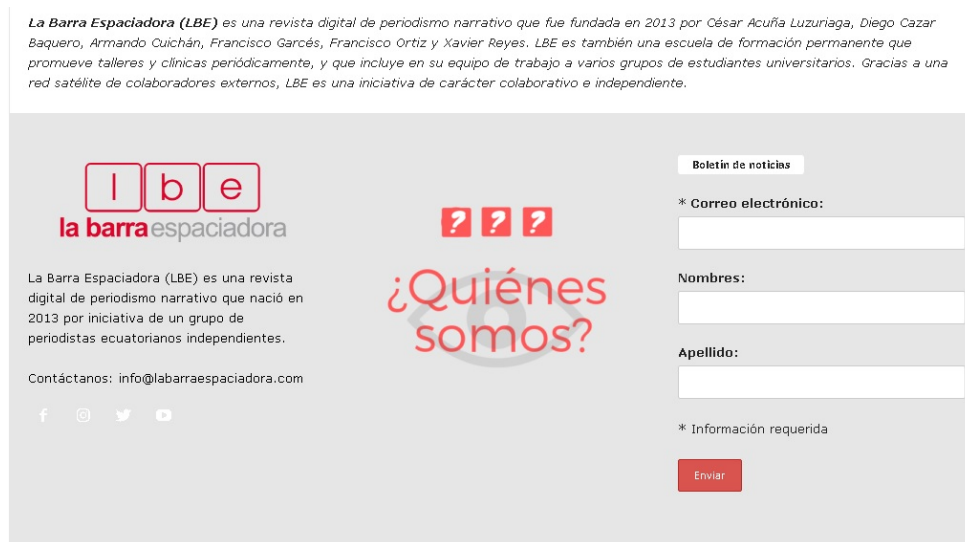 La Barra Espaciadora (LBE) es una revista digital de periodismo narrativo que fue fundada en 2013 por César Acuña Luzuriaga, Diego Cazar
Baquero, Armando Cuichán, Francisco Garcés, Francisco Ortiz y Xavier Reyes. LBE es también una escuela de formación permanente que
promueve talleres y clínicas periódicamente, y que incluye en su equipo de trabajo a varios grupos de estudiantes universitarios. Gracias a una
red satélite de colaboradores externos, LBE es una iniciativa de carácter colaborativo e independiente.
l b e
la barra espaciadora
La Barra Espaciadora (LBE) es una revista
digital de periodismo narrativo que nació en
2013 por iniciativa de un grupo de
periodistas ecuatorianos independientes.
Contáctanos: info@labarraespaciadora.com
? ? ?
¿Quiénes
somos?
Boletín de noticias
* Correo electrónico:
Nombres:
Apellido:
* Información requerida
Enviar